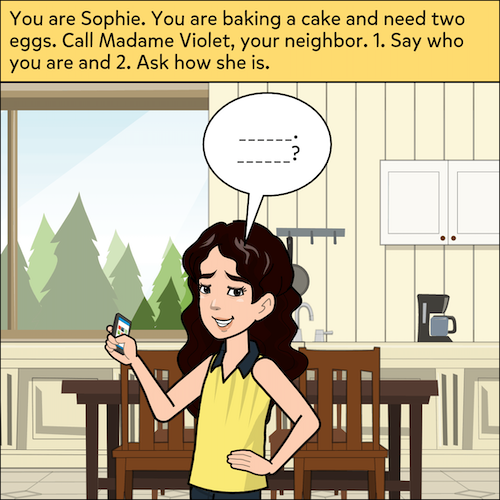 You are Sophie. You are baking a cake and need two
eggs. Call Madame Violet, your neighbor. 1. Say who
you are and 2. Ask how she is.
______.
______?